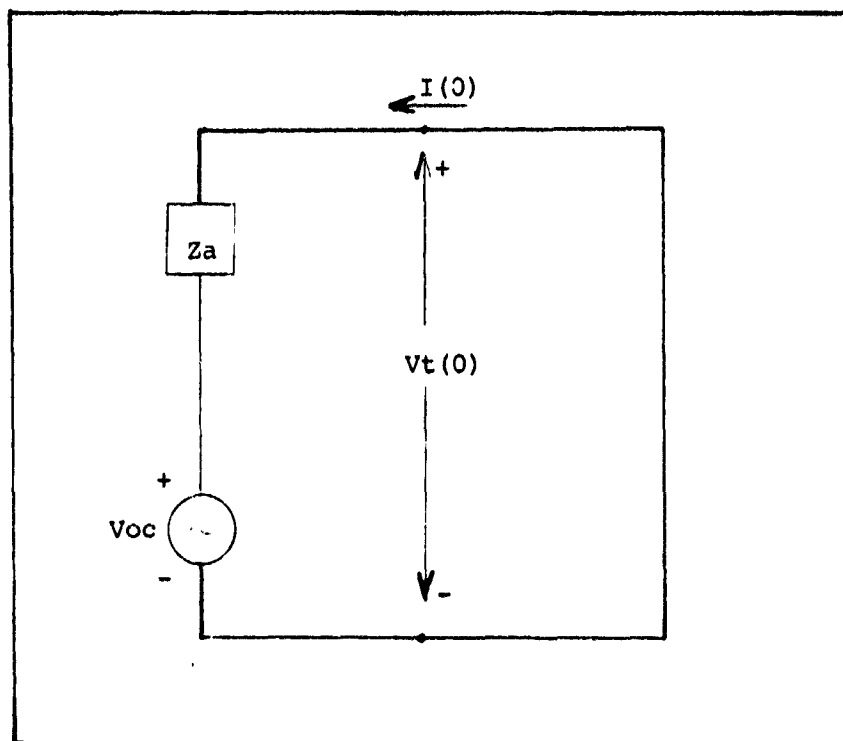 I(0)
+
Za
Vt(0)
+
Voc
-
-